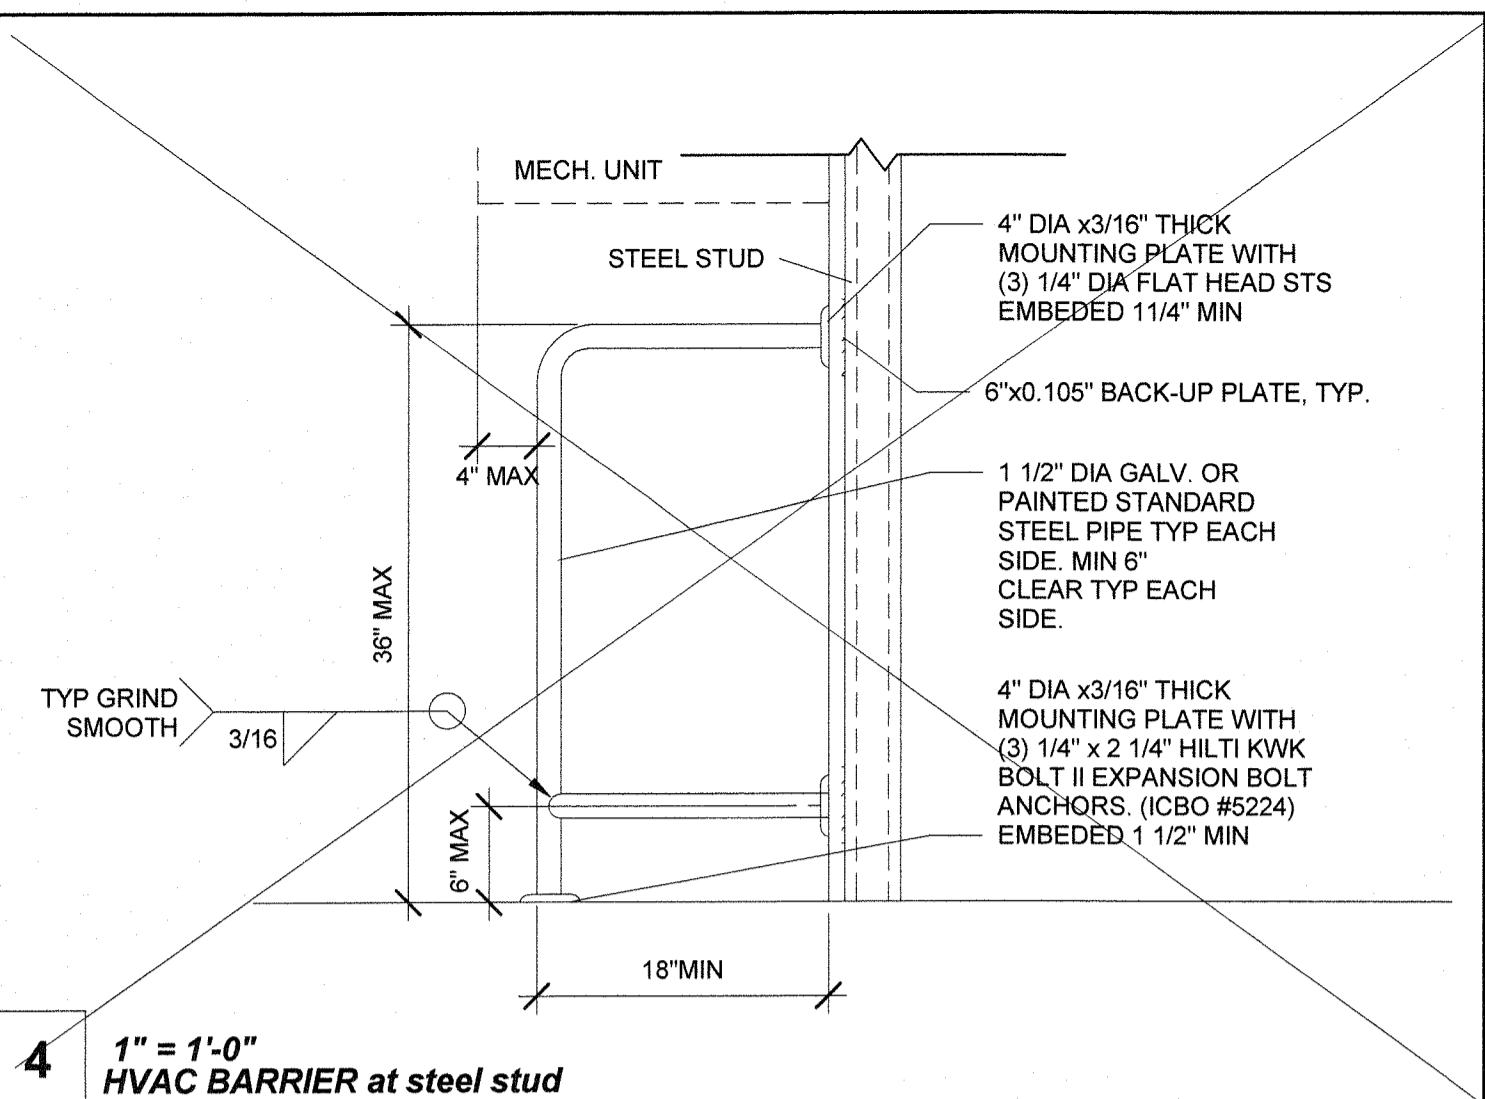 MECH. UNIT
STEEL STUD
4" DIA x3/16" THICK
MOUNTING PLATE WITH
(3) 1/4" DIA FLAT HEAD STS
EMBEDED 11/4" MIN
6"x0.105" BACK-UP PLATE, TYP.
4" MAX
1 1/2" DIA GALV. OR
PAINTED STANDARD
STEEL PIPE TYP EACH
SIDE. MIN 6"
CLEAR TYP EACH
SIDE.
36" MAX
TYP GRIND
SMOOTH
3/16
4" DIA x3/16" THICK
MOUNTING PLATE WITH
(3) 1/4" x 2 1/4" HILTI KWK
BOLT II EXPANSION BOLT
ANCHORS. (ICBO #5224)
EMBEDED 1 1/2" MIN
6" MAX
18"MIN
4
1" = 1'-0"
HVAC BARRIER at steel stud